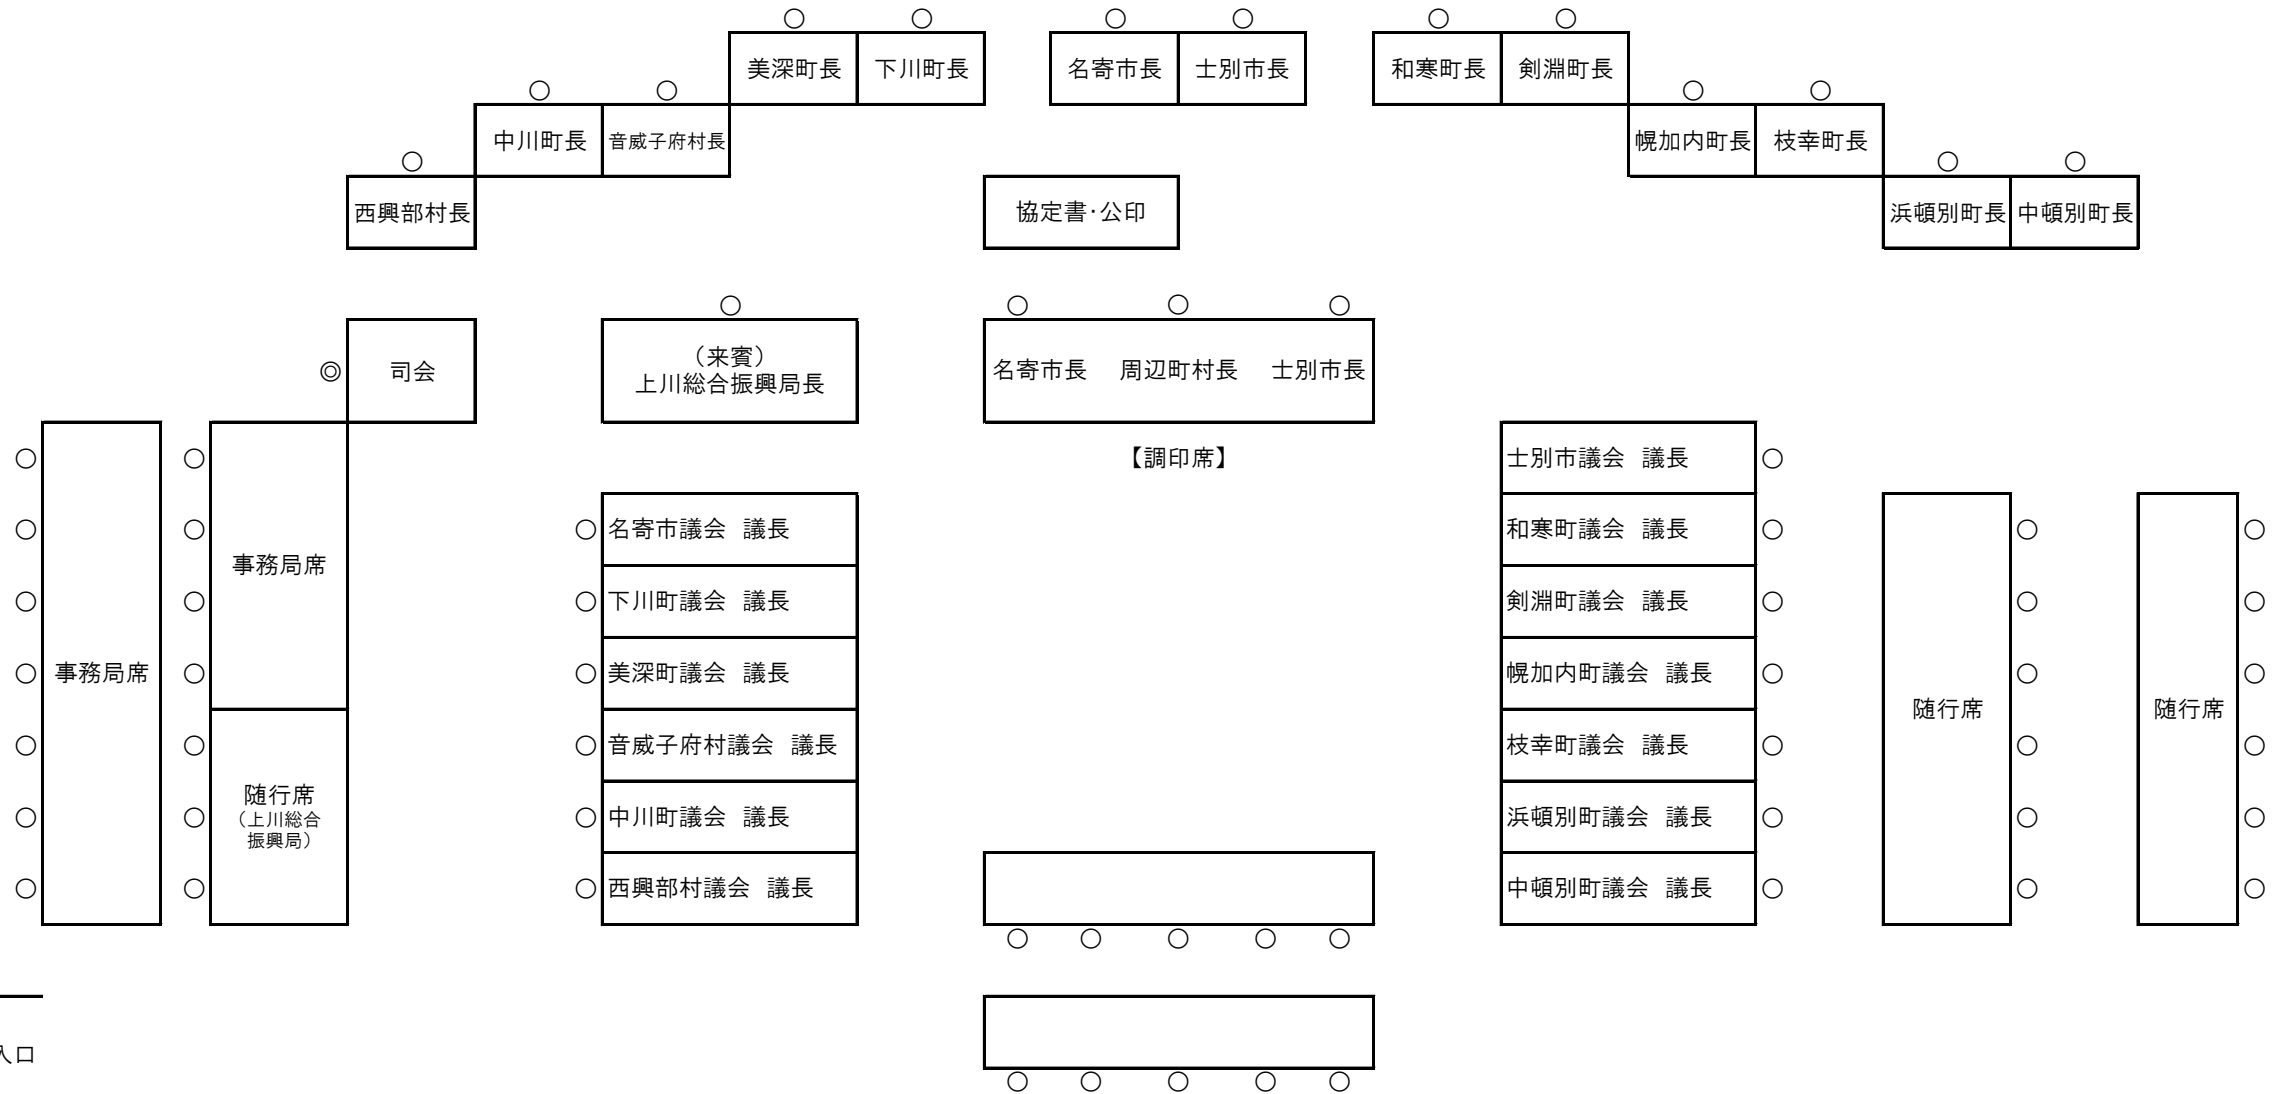 美深町長
下川町長
名寄市長
士別市長
和寒町長
剣淵町長
中川町長
音威子府村長
幌加内町長
枝幸町長
西興部村長
協定書･公印
浜頓別町長
中頓別町長
司会
（来賓）
上川総合振興局長
名寄市長 周辺町村長 士別市長
【調印席】
事務局席
事務局席
随行席
（上川総合
振興局）
名寄市議会 議長
下川町議会 議長
美深町議会 議長
音威子府村議会 議長
中川町議会 議長
西興部村議会 議長
士別市議会 議長
和寒町議会 議長
剣淵町議会 議長
幌加内町議会 議長
枝幸町議会 議長
浜頓別町議会 議長
中頓別町議会 議長
随行席
随行席
入口